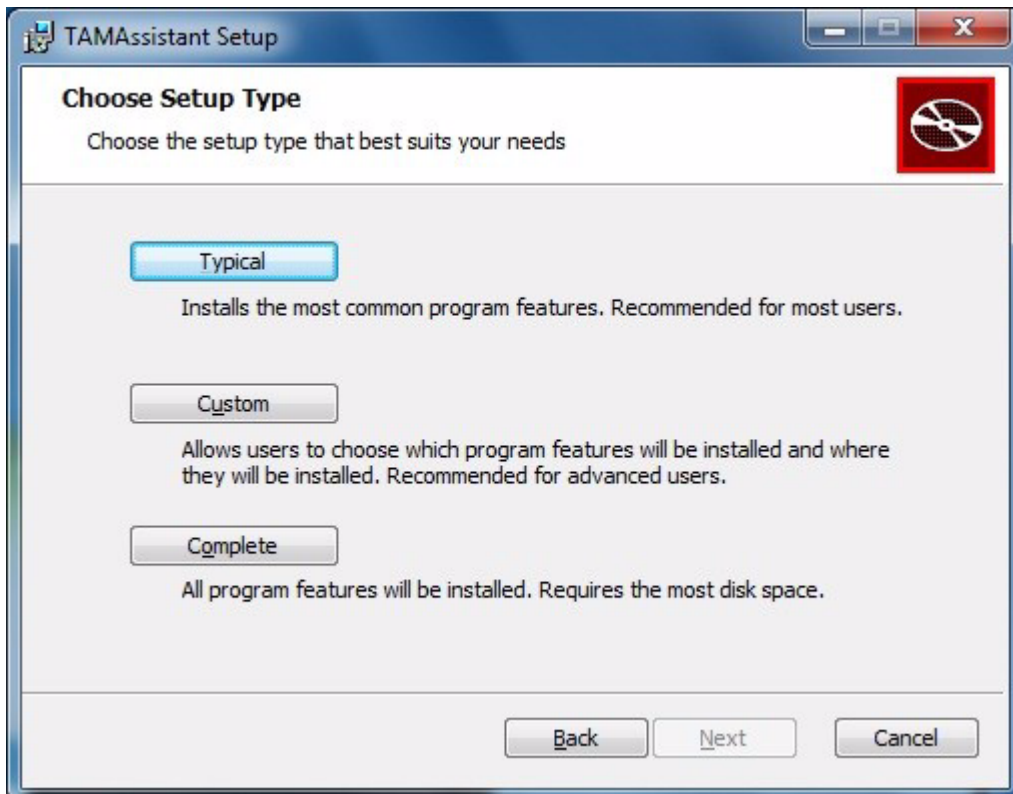 TAMAssistant Setup
Choose Setup Type
Choose the setup type that best suits your needs
Typical
Installs the most common program features. Recommended for most users.
Custom
Allows users to choose which program features will be installed and where
they will be installed. Recommended for advanced users.
Complete
All program features will be installed. Requires the most disk space.
Back Next Cancel